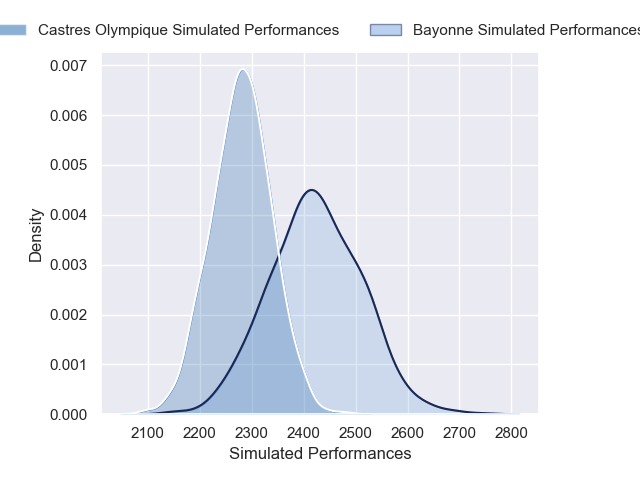 Castres Olympique Simulated Performances
Bayonne Simulated Performances
0.007
0.006
0.005
0.004
0.003
0.002
0.001
0.000
Density
2100 2200 2300 2400 2500 2600 2700 2800
Simulated Performances